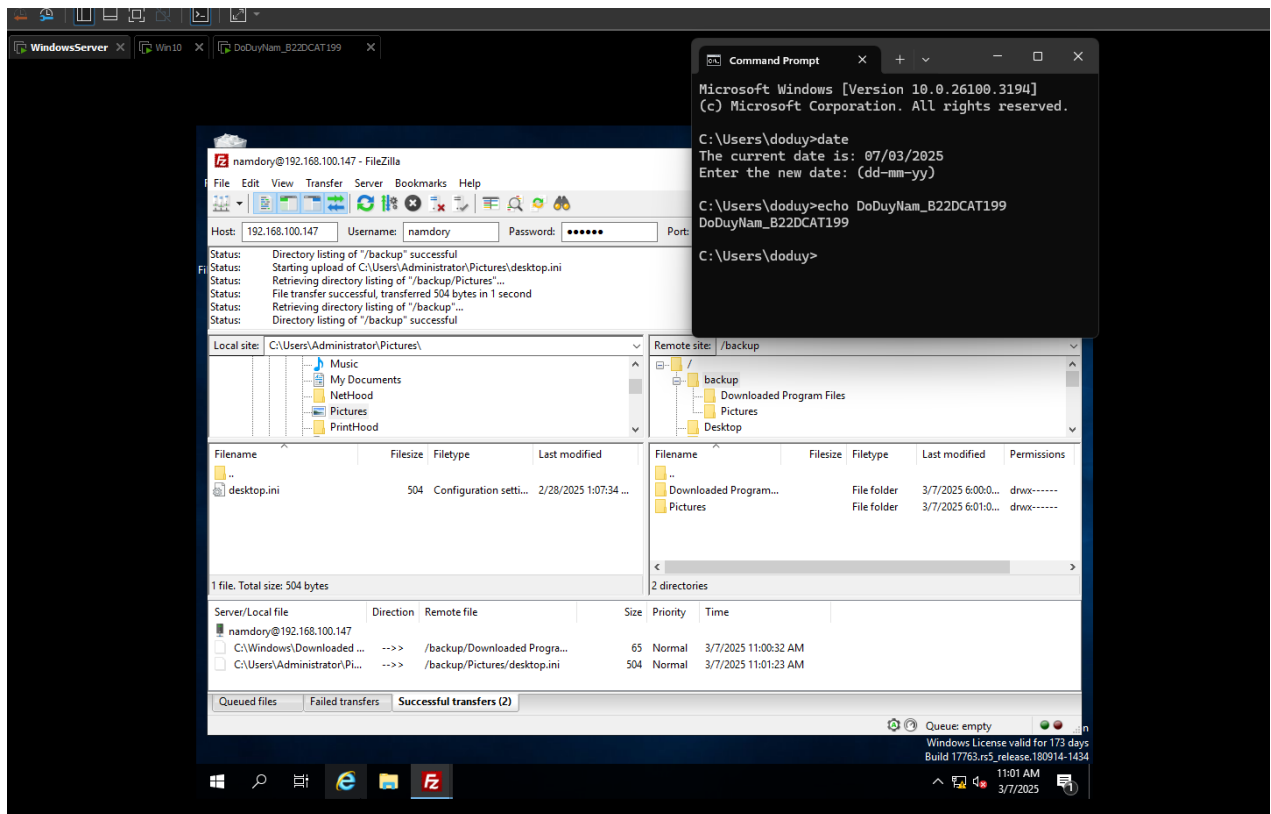 WindowsServer
Win10
DoDuyNam_B22DCAT199
Command Prompt
Microsoft Windows [Version 10.0.26100.3194]
(c) Microsoft Corporation. All rights reserved.
C:\Users\doduy>date
The current date is: 07/03/2025
Enter the new date: (dd-mm-yy)
C:\Users\doduy>echo DoDuyNam_B22DCAT199
DoDuyNam_B22DCAT199
C:\Users\doduy>
namdory@192.168.100.147 - FileZilla
File Edit View Transfer Server Bookmarks Help
Host: 192.168.100.147 Username: namdory Password: ●●●●●● Port:
Status: Directory listing of "/backup" successful
Status: Starting upload of C:\Users\Administrator\Pictures\desktop.ini
Status: Retrieving directory listing of "/backup/Pictures"...
Status: File transfer successful, transferred 504 bytes in 1 second
Status: Retrieving directory listing of "/backup"...
Status: Directory listing of "/backup" successful
Local site: C:\Users\Administrator\Pictures\
Music
My Documents
NetHood
Pictures
PrintHood
Remote site: /backup
/
backup
Downloaded Program Files
Pictures
Desktop
Filename Filesize Filetype Last modified
..
desktop.ini 504 Configuration setti... 2/28/2025 1:07:34 ...
1 file. Total size: 504 bytes
Filename Filesize Filetype Last modified Permissions
..
Downloaded Program... File folder 3/7/2025 6:00:0... drwx------
Pictures File folder 3/7/2025 6:01:0... drwx------
2 directories
Server/Local file Direction Remote file Size Priority Time
namdory@192.168.100.147
C:\Windows\Downloaded ... -->> /backup/Downloaded Progra... 65 Normal 3/7/2025 11:00:32 AM
C:\Users\Administrator\Pi... -->> /backup/Pictures/desktop.ini 504 Normal 3/7/2025 11:01:23 AM
Queued files Failed transfers Successful transfers (2)
Queue: empty
Windows License valid for 173 days
Build 17763.rs5_release.180914-1434
11:01 AM
3/7/2025
1